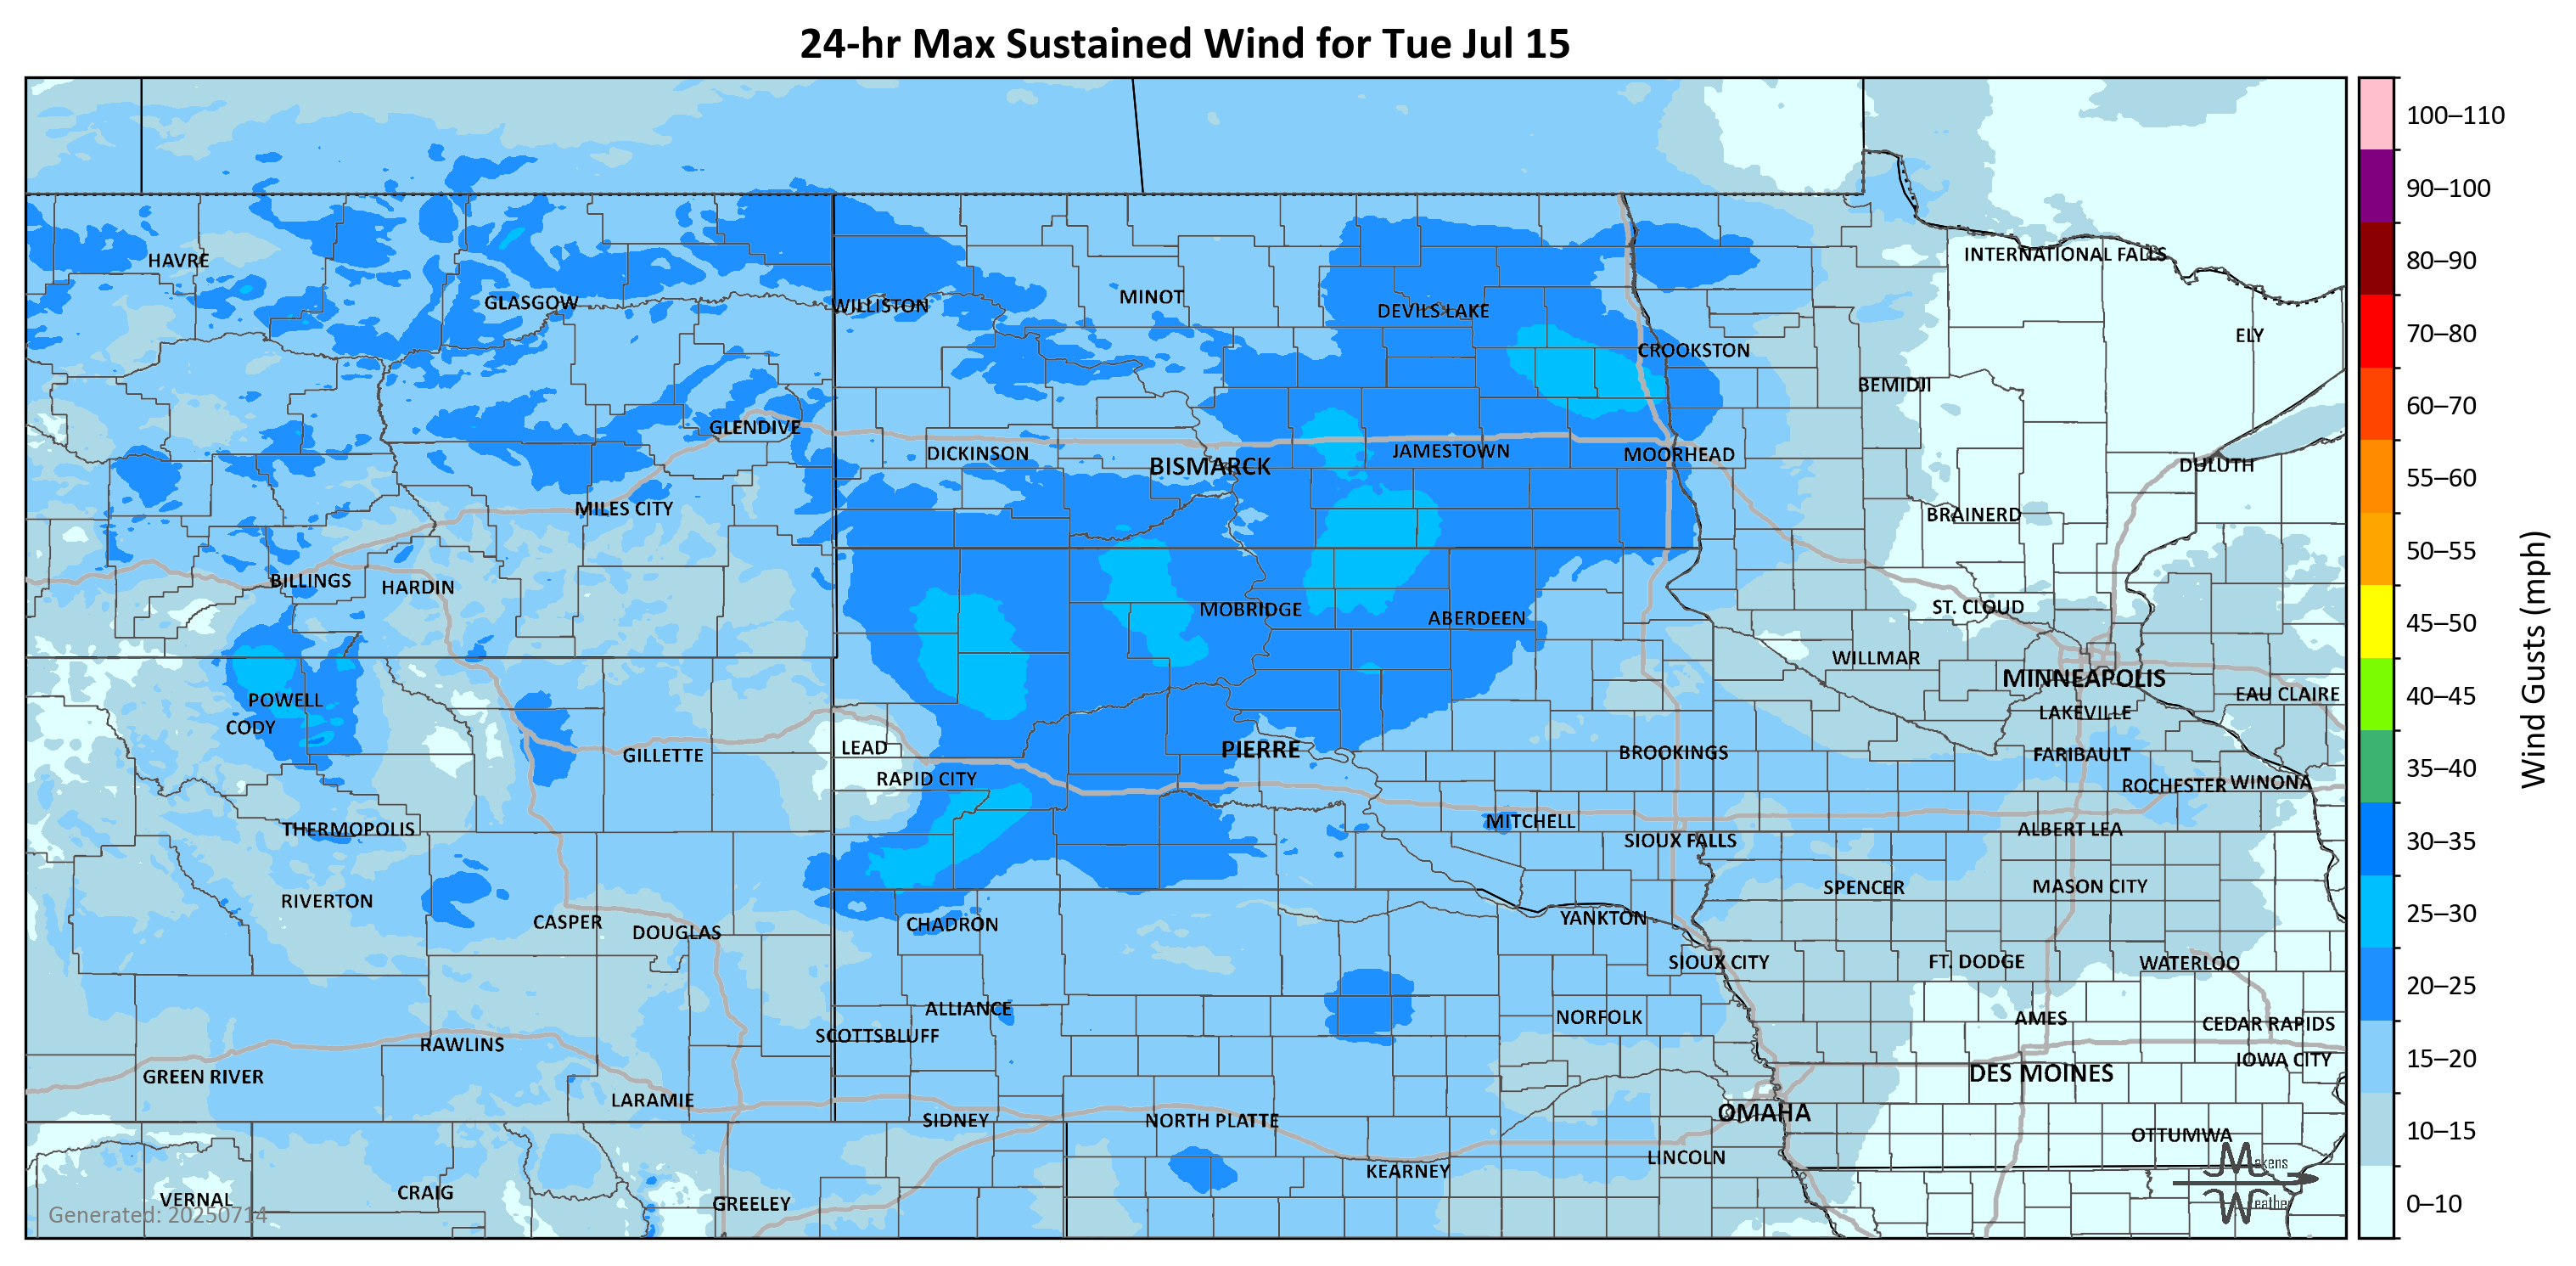 24-hr Max Sustained Wind for Tue Jul 15
100–110
90–100
80–90
70–80
60–70
55–60
50–55
45–50
40–45
35–40
30–35
25–30
20–25
15–20
10–15
0–10
Wind Gusts (mph)
INTERNATIONAL FALLS
HAVRE
MINOT
GLASGOW
WILLISTON
DEVILS LAKE
ELY
CROOKSTON
BEMIDJI
GLENDIVE
DICKINSON
JAMESTOWN
MOORHEAD
BISMARCK
DULUTH
MILES CITY
BRAINERD
BILLINGS
HARDIN
MOBRIDGE
ABERDEEN
ST. CLOUD
WILLMAR
MINNEAPOLIS
EAU CLAIRE
POWELL
LAKEVILLE
CODY
LEAD
PIERRE
GILLETTE
BROOKINGS
FARIBAULT
RAPID CITY
ROCHESTER
WINONA
THERMOPOLIS
MITCHELL
ALBERT LEA
SIOUX FALLS
SPENCER
MASON CITY
RIVERTON
CASPER
DOUGLAS
CHADRON
YANKTON
SIOUX CITY
FT. DODGE
WATERLOO
ALLIANCE
NORFOLK
AMES
CEDAR RAPIDS
SCOTTSBLUFF
RAWLINS
IOWA CITY
GREEN RIVER
DES MOINES
LARAMIE
SIDNEY
NORTH PLATTE
OMAHA
OTTUMWA
LINCOLN
KEARNEY
VERNAL
CRAIG
GREELEY
Generated: 20250714
Makens
Weather